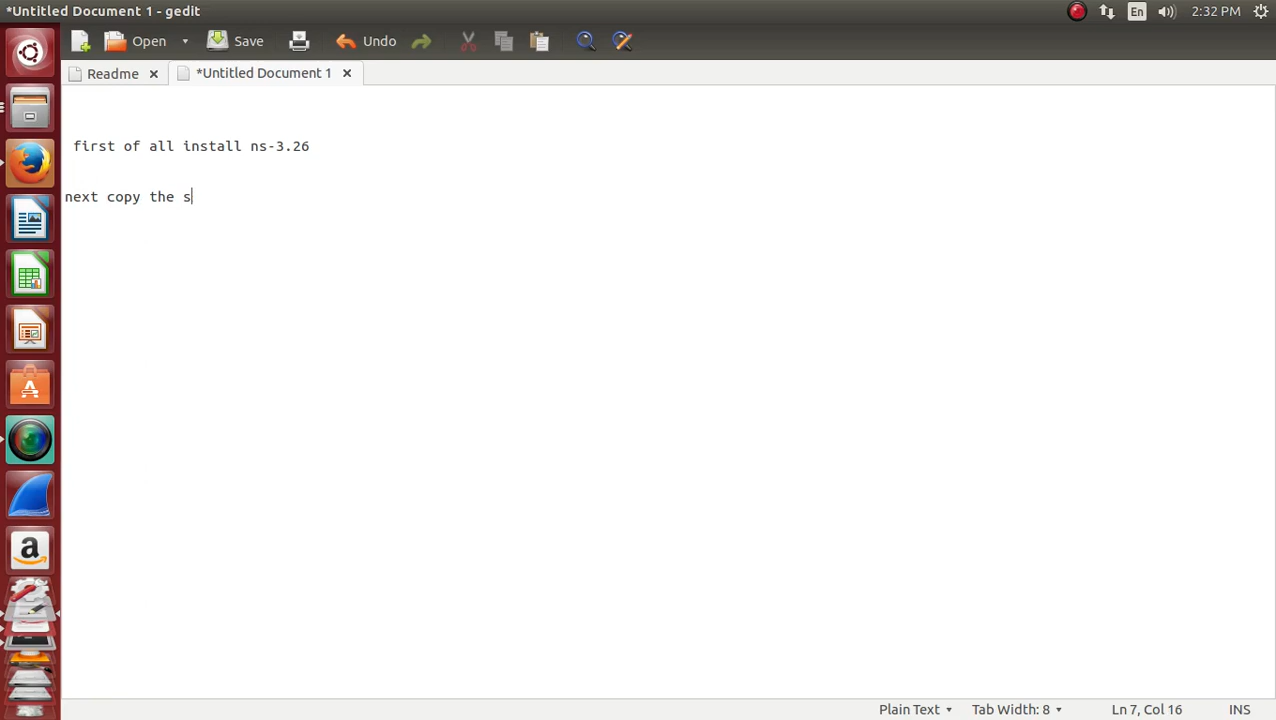 *Untitled Document 1 - gedit
En
2:32 PM
Open
Save
Undo
Readme
*Untitled Document 1
first of all install ns-3.26
next copy the s
Plain Text
Tab Width: 8
Ln 7, Col 16
INS